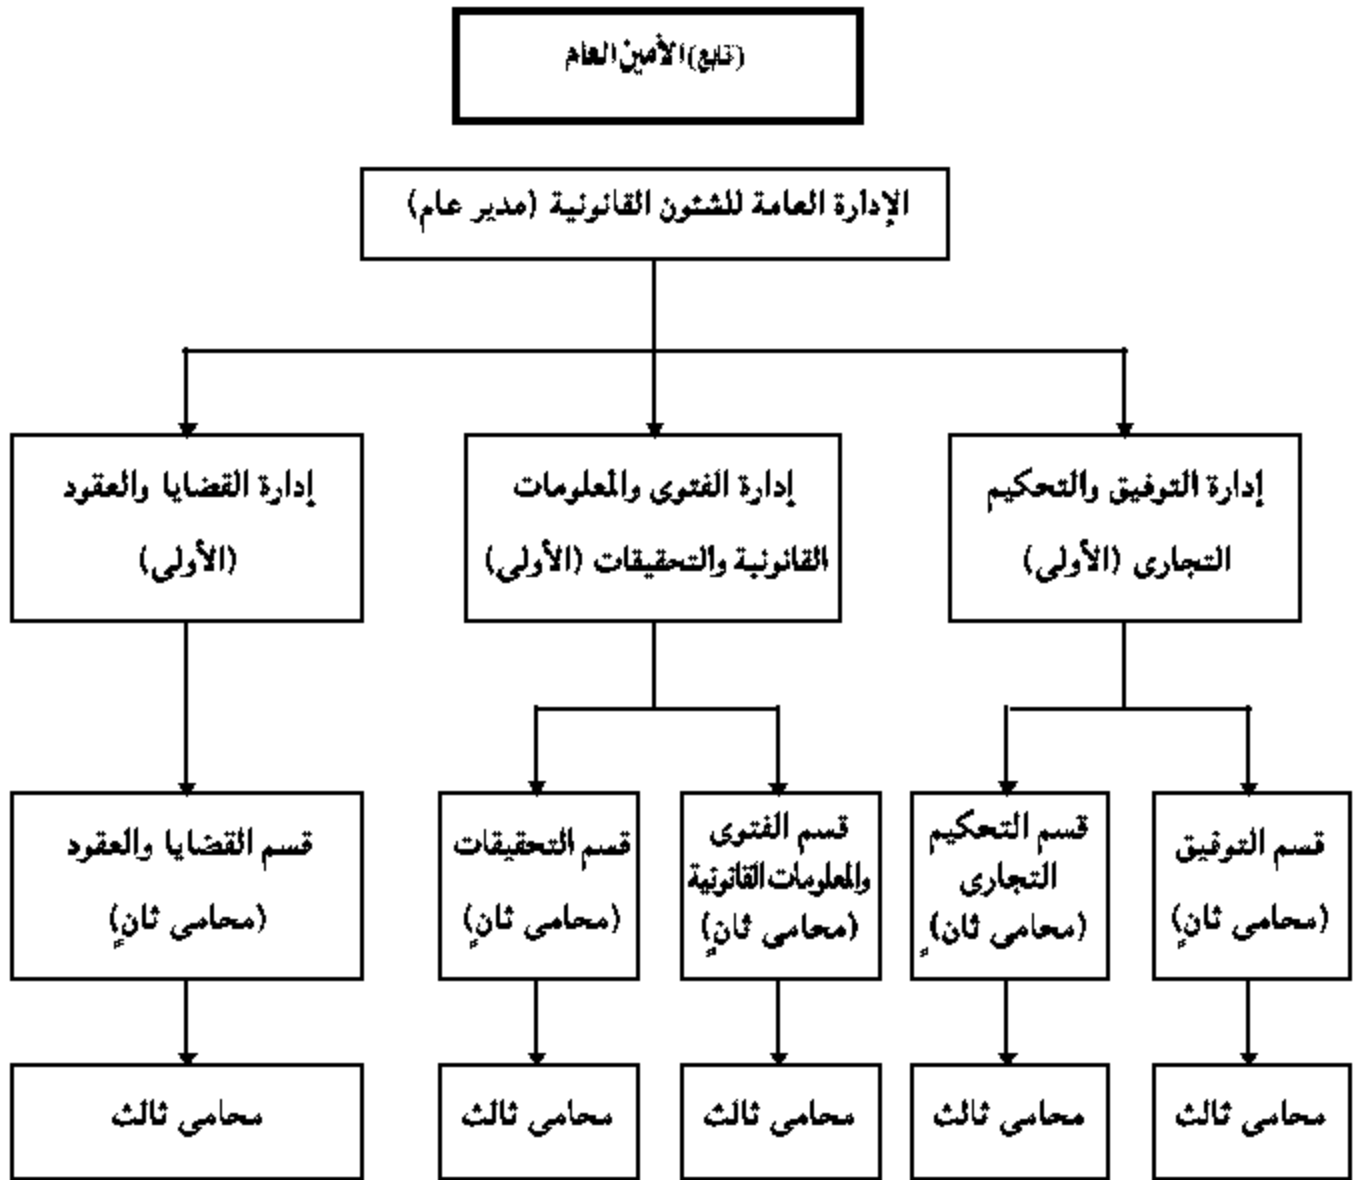 (تابع) الأمين العام
الإدارة العامة للشئون القانونية (مدير عام)
إدارة التوفيق والتحكيم
التجارى (الأولى)
إدارة الفتوى والمعلومات
القانونية والتحقيقات (الأولى)
إدارة القضايا والعقود
(الأولى)
قسم التوفيق
(محامى ثانٍ)
قسم التحكيم
التجارى
(محامى ثان)ٍ
قسم الفتوى
والمعلومات القانونية
(محامى ثانٍ)
قسم التحقيقات
(محامى ثانٍ)
قسم القضايا والعقود
(محامى ثانٍ)
محامى ثالث
محامى ثالث
محامى ثالث
محامى ثالث
محامى ثالث